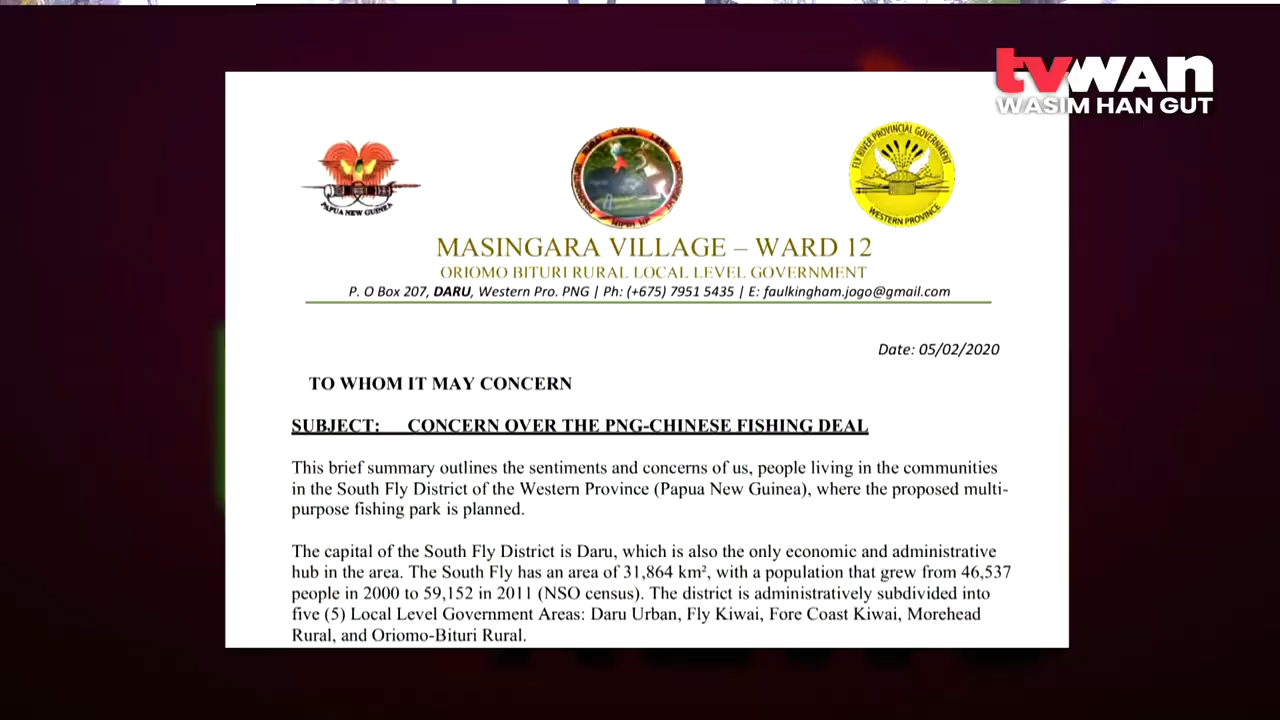 tvwan
WASIM HAN GUT
PAPUA NEW GUINEA
FLY RIVER PROVINCIAL GOVERNMENT
WESTERN PROVINCE
MASINGARA VILLAGE – WARD 12
ORIOMO BITURI RURAL LOCAL LEVEL GOVERNMENT
P. O Box 207, DARU, Western Pro. PNG | Ph: (+675) 7951 5435 | E: faulkingham.jogo@gmail.com
Date: 05/02/2020
TO WHOM IT MAY CONCERN
SUBJECT: CONCERN OVER THE PNG-CHINESE FISHING DEAL
This brief summary outlines the sentiments and concerns of us, people living in the communities
in the South Fly District of the Western Province (Papua New Guinea), where the proposed multi-
purpose fishing park is planned.
The capital of the South Fly District is Daru, which is also the only economic and administrative
hub in the area. The South Fly has an area of 31,864 km², with a population that grew from 46,537
people in 2000 to 59,152 in 2011 (NSO census). The district is administratively subdivided into
five (5) Local Level Government Areas: Daru Urban, Fly Kiwai, Fore Coast Kiwai, Morehead
Rural, and Oriomo-Bituri Rural.